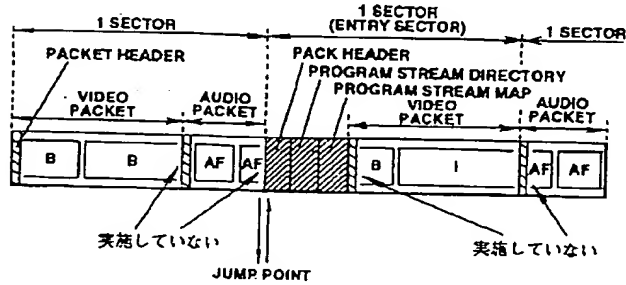 1 SECTOR
1 SECTOR
(ENTRY SECTOR)
1 SECTOR
PACKET HEADER
PACK HEADER
PROGRAM STREAM DIRECTORY
PROGRAM STREAM MAP
VIDEO
PACKET
AUDIO
PACKET
VIDEO
PACKET
AUDIO
PACKET
B
B
AF
AF
B
I
AF
AF
実施していない
実施していない
JUMP POINT